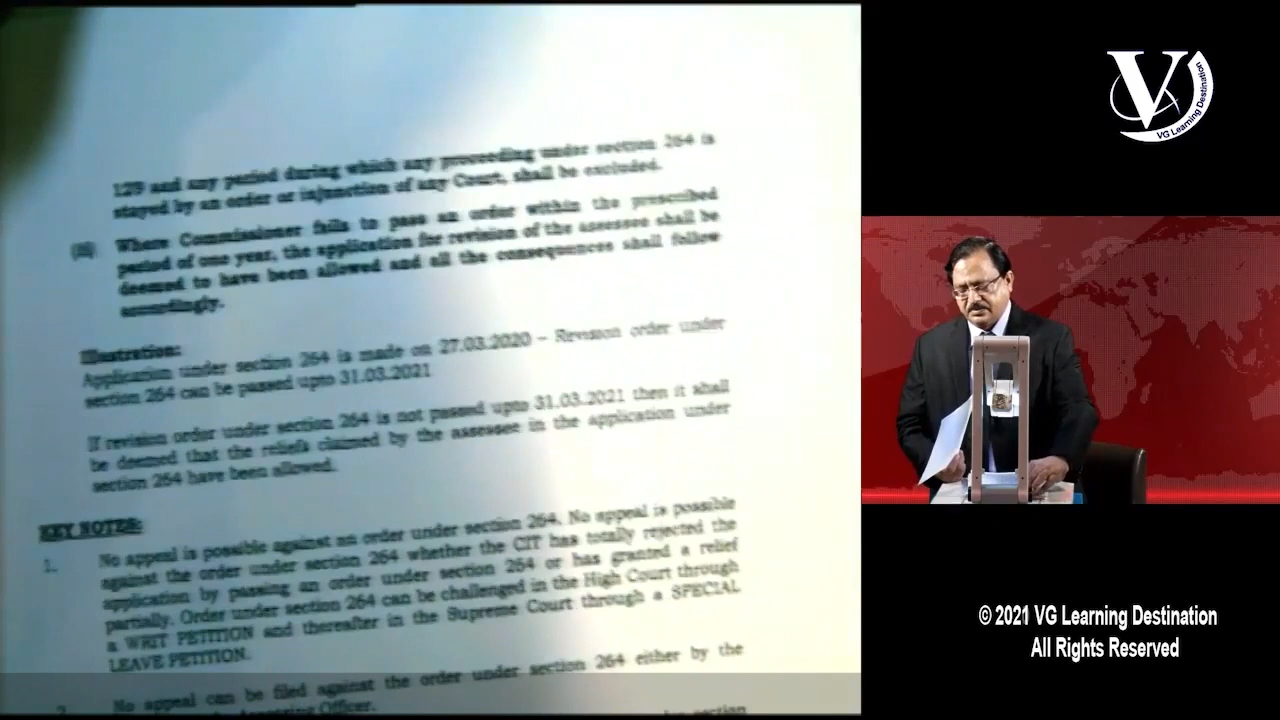 129 and any period during which any proceeding under section 264 is
stayed by an order or injunction of any Court, shall be excluded.
(iii) Where Commissioner fails to pass an order within the prescribed
period of one year, the application for revision of the assessee shall be
deemed to have been allowed and all the consequences shall follow
accordingly.
Illustration:
Application under section 264 is made on 27.03.2020 – Revision order under
section 264 can be passed upto 31.03.2021
If revision order under section 264 is not passed upto 31.03.2021 then it shall
be deemed that the reliefs claimed by the assessee in the application under
section 264 have been allowed.
KEY NOTES:
1. No appeal is possible against an order under section 264. No appeal is possible
against the order under section 264 whether the CIT has totally rejected the
application by passing an order under section 264 or has granted a relief
partially. Order under section 264 can be challenged in the High Court through
a WRIT PETITION and thereafter in the Supreme Court through a SPECIAL
LEAVE PETITION.
2. No appeal can be filed against the order under section 264 either by the
Assessing Officer.
section
V
VG Learning Destination
© 2021 VG Learning Destination
All Rights Reserved